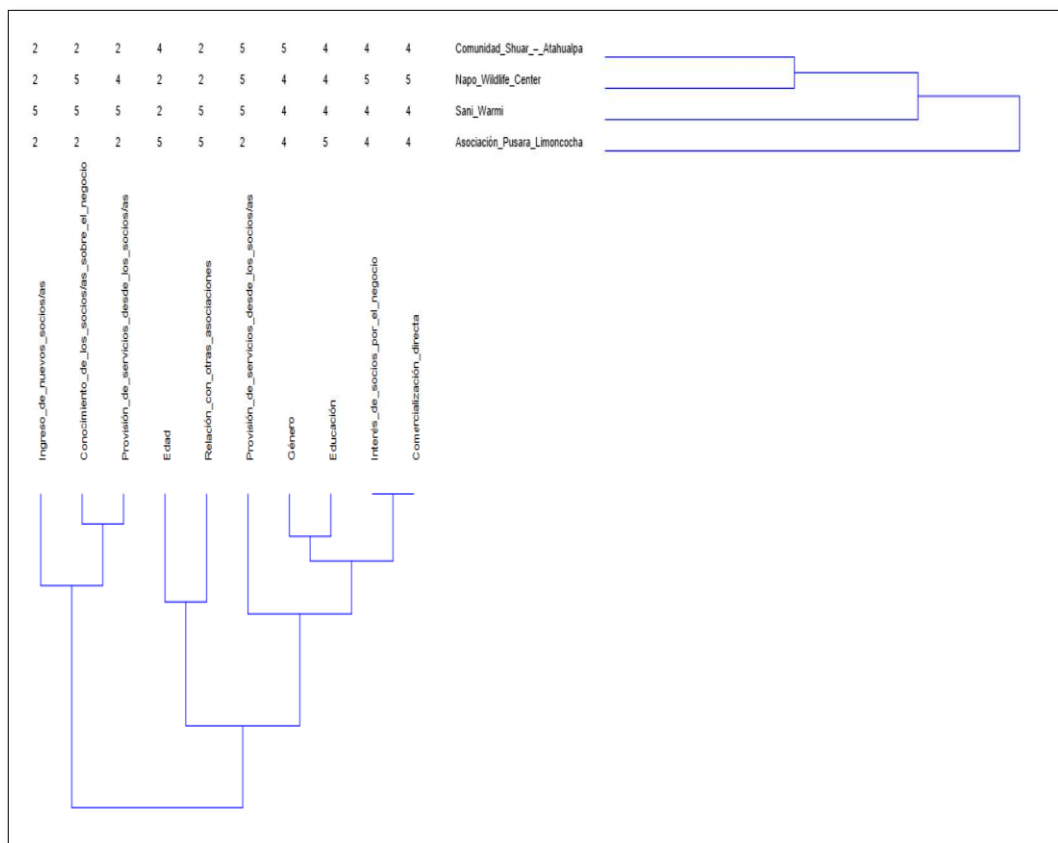 2 2 2 4 2 5 5 4 4 4 Comunidad_Shuar_–_Atahualpa
2 5 4 2 2 5 4 4 5 5 Napo_Wildlife_Center
5 5 5 2 5 5 4 4 4 4 Sani_Warmi
2 2 2 5 5 2 4 5 4 4 Asociación_Pusara_Limoncocha
Ingreso_de_nuevos_socios/as
Conocimiento_de_los_socios/as_sobre_el_negocio
Provisión_de_servicios_desde_los_socios/as
Edad
Relación_con_otras_asociaciones
Provisión_de_servicios_desde_los_socios/as
Género
Educación
Interés_de_socios_por_el_negocio
Comercialización_directa